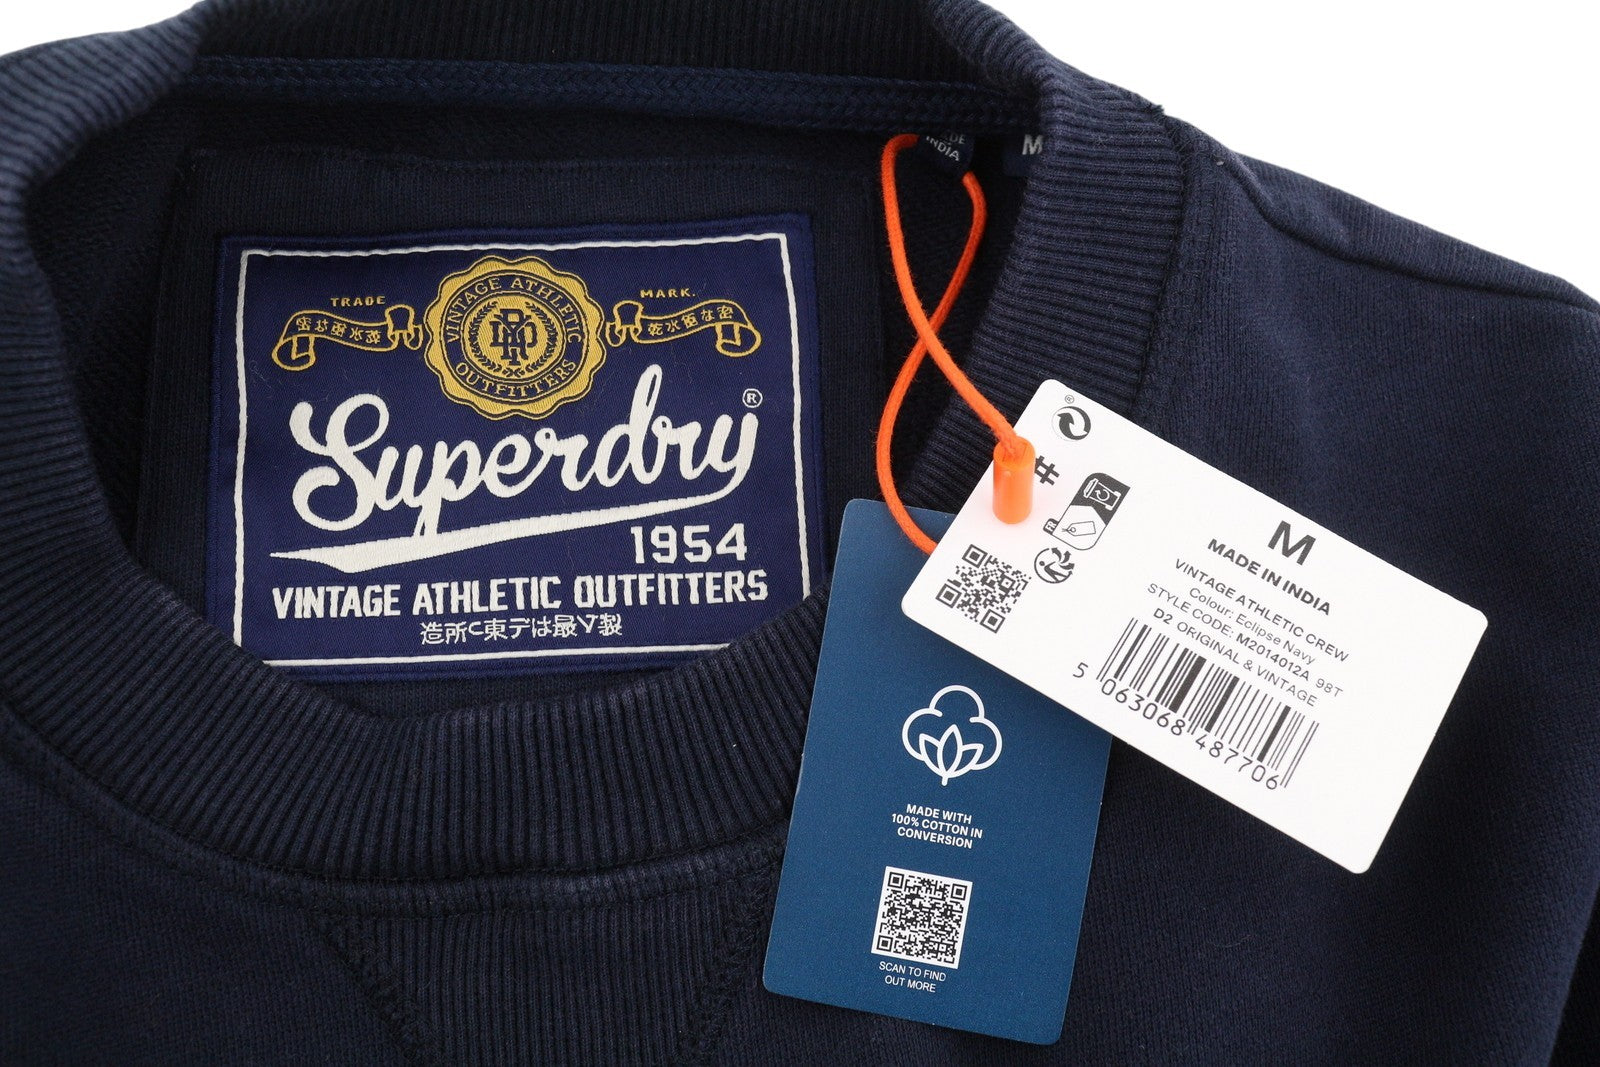 MADE
INDIA
M
TRADE
MARK.
VINTAGE ATHLETIC
OUTFITTERS
Superdry®
1954
VINTAGE ATHLETIC OUTFITTERS
M
MADE IN INDIA
VINTAGE ATHLETIC CREW
Colour: Eclipse Navy
STYLE CODE: M2014012A 98T
D2 ORIGINAL & VINTAGE
5 063068 487706
#
FR
MADE WITH
100% COTTON IN
CONVERSION
SCAN TO FIND
OUT MORE